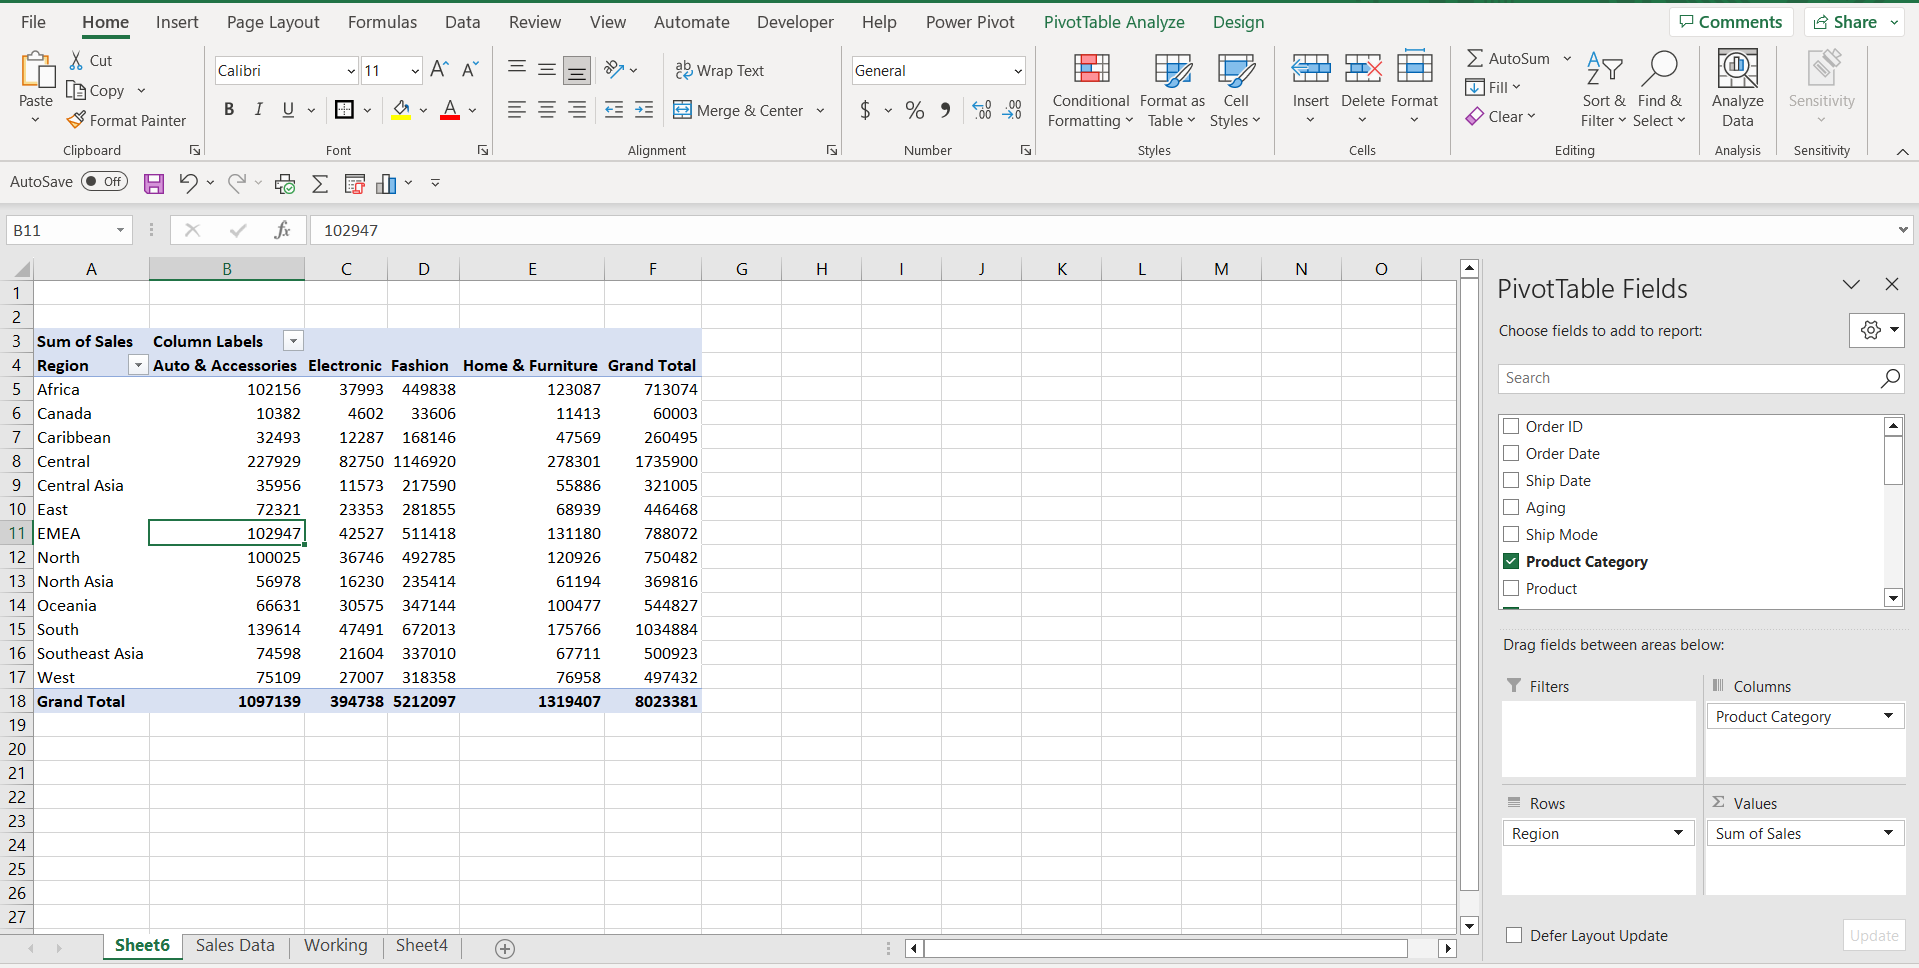 File Home Insert Page Layout Formulas Data Review View Automate Developer Help Power Pivot PivotTable Analyze Design Comments Share
Paste Cut Copy Format Painter
Clipboard
Calibri 11
B I U A
Font
Wrap Text
Merge & Center
Alignment
General
$ % 9
Number
Conditional Formatting Format as Table Cell Styles
Styles
Insert Delete Format
Cells
AutoSum
Fill
Clear
Sort & Filter Find & Select
Editing
Analyze Data
Analysis
Sensitivity
Sensitivity
AutoSave Off
B11 fx 102947
A B C D E F G H I J K L M N O
1
2
3 Sum of Sales Column Labels
4 Region Auto & Accessories Electronic Fashion Home & Furniture Grand Total
5 Africa 102156 37993 449838 123087 713074
6 Canada 10382 4602 33606 11413 60003
7 Caribbean 32493 12287 168146 47569 260495
8 Central 227929 82750 1146920 278301 1735900
9 Central Asia 35956 11573 217590 55886 321005
10 East 72321 23353 281855 68939 446468
11 EMEA 102947 42527 511418 131180 788072
12 North 100025 36746 492785 120926 750482
13 North Asia 56978 16230 235414 61194 369816
14 Oceania 66631 30575 347144 100477 544827
15 South 139614 47491 672013 175766 1034884
16 Southeast Asia 74598 21604 337010 67711 500923
17 West 75109 27007 318358 76958 497432
18 Grand Total 1097139 394738 5212097 1319407 8023381
19
20
21
22
23
24
25
26
27
Sheet6 Sales Data Working Sheet4
PivotTable Fields
Choose fields to add to report:
Search
Order ID
Order Date
Ship Date
Aging
Ship Mode
Product Category
Product
Drag fields between areas below:
Filters Columns
Product Category
Rows Values
Region Sum of Sales
Defer Layout Update Update